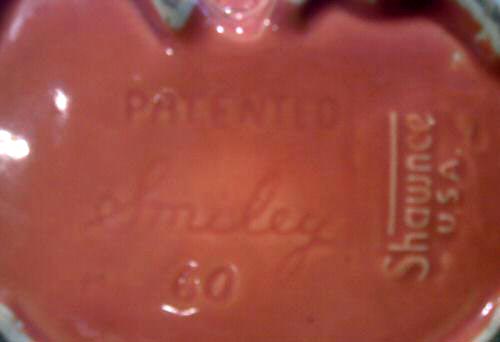 PATENTED
Smiley
60
Shawnee
U.S.A.